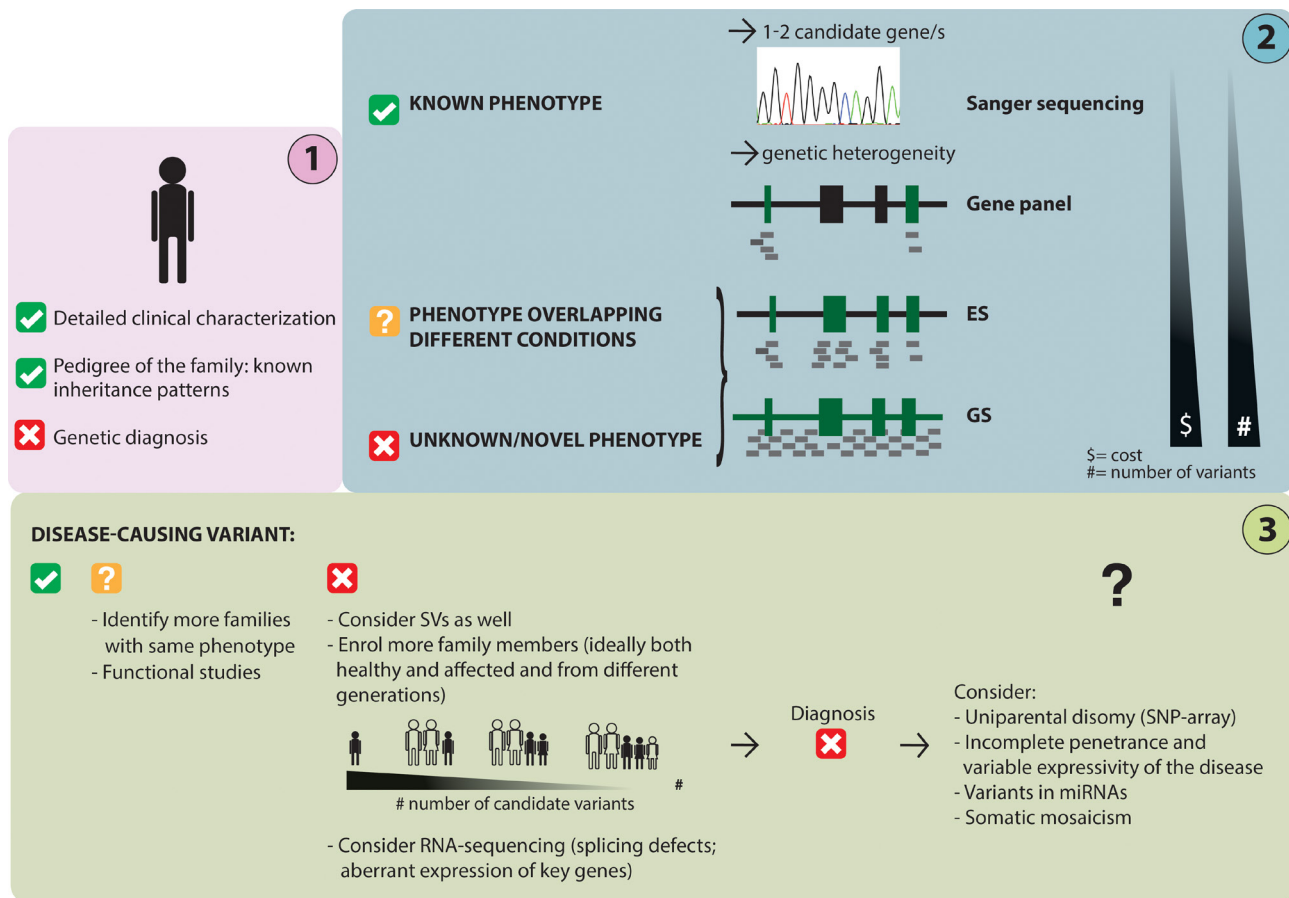 1
Detailed clinical characterization
Pedigree of the family: known
inheritance patterns
Genetic diagnosis
2
→ 1-2 candidate gene/s
KNOWN PHENOTYPE
Sanger sequencing
→ genetic heterogeneity
Gene panel
?
PHENOTYPE OVERLAPPING
DIFFERENT CONDITIONS
ES
UNKNOWN/NOVEL PHENOTYPE
GS
$
#
$= cost
#= number of variants
3
DISEASE-CAUSING VARIANT:
?
- Identify more families
with same phenotype
- Functional studies
- Consider SVs as well
- Enrol more family members (ideally both
healthy and affected and from different
generations)
#
# number of candidate variants
- Consider RNA-sequencing (splicing defects;
aberrant expression of key genes)
→ Diagnosis →
?
Consider:
- Uniparental disomy (SNP-array)
- Incomplete penetrance and
variable expressivity of the disease
- Variants in miRNAs
- Somatic mosaicism